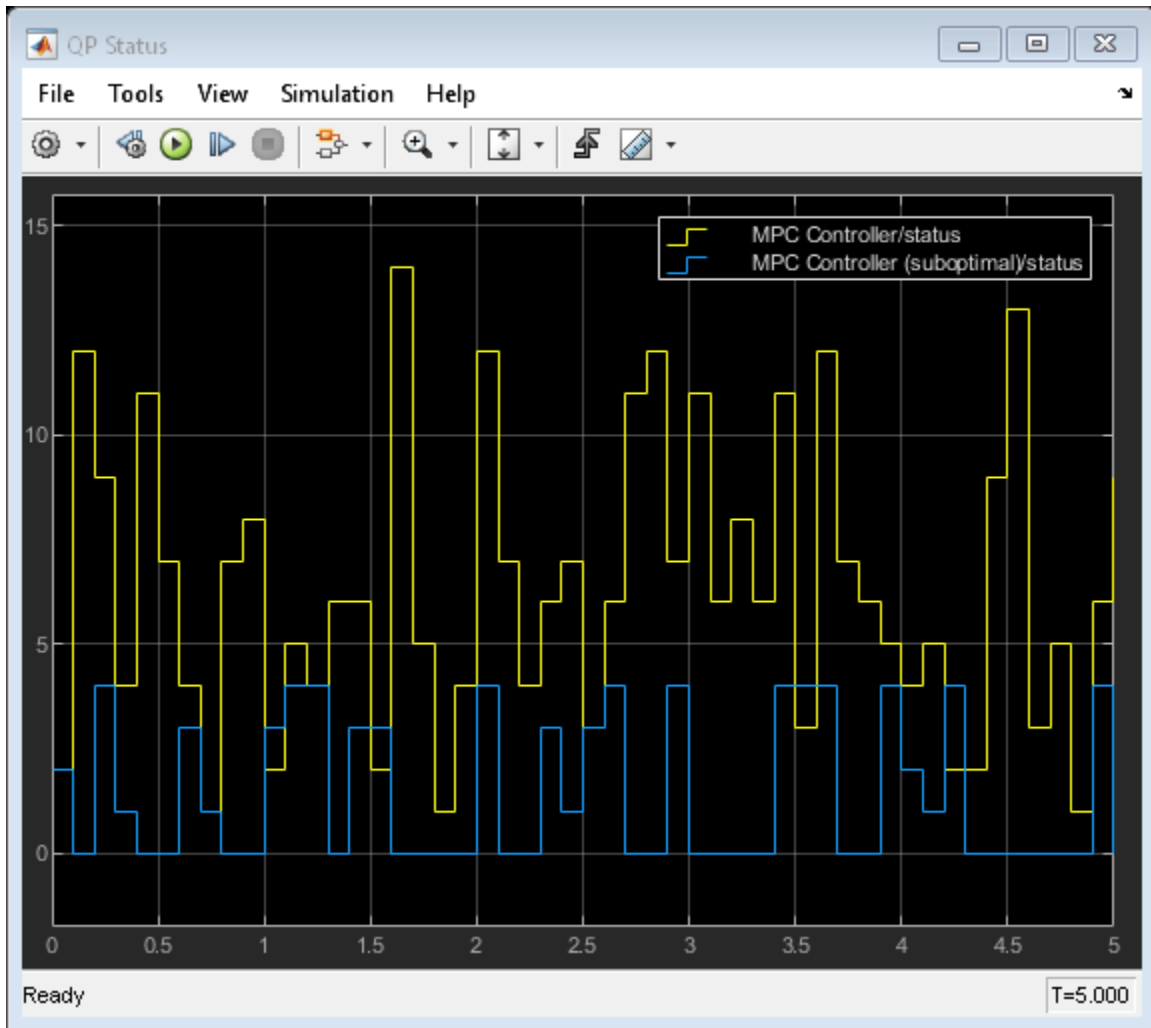 QP Status
File Tools View Simulation Help
MPC Controller/status
MPC Controller (suboptimal)/status
15
10
5
0
0 0.5 1 1.5 2 2.5 3 3.5 4 4.5 5
Ready T=5.000